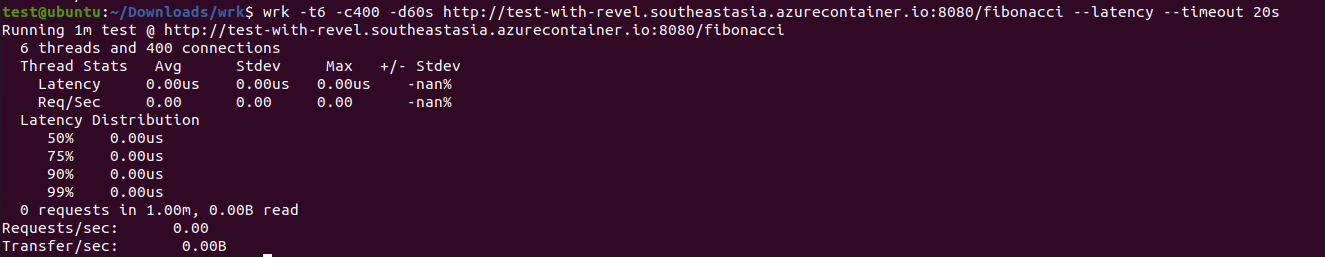 test@ubuntu:~/Downloads/wrk$ wrk -t6 -c400 -d60s http://test-with-revel.southeastasia.azurecontainer.io:8080/fibonacci --latency --timeout 20s
Running 1m test @ http://test-with-revel.southeastasia.azurecontainer.io:8080/fibonacci
  6 threads and 400 connections
  Thread Stats   Avg      Stdev     Max   +/- Stdev
    Latency     0.00us    0.00us   0.00us    -nan%
    Req/Sec     0.00      0.00     0.00      -nan%
  Latency Distribution
     50%    0.00us
     75%    0.00us
     90%    0.00us
     99%    0.00us
  0 requests in 1.00m, 0.00B read
Requests/sec:      0.00
Transfer/sec:       0.00B